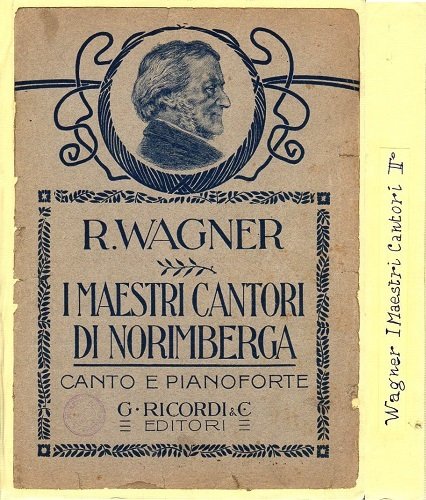 R. WAGNER
I MAESTRI CANTORI
DI NORIMBERGA
CANTO E PIANOFORTE
G. RICORDI & C
EDITORI
Wagner I Maestri Cantori II°